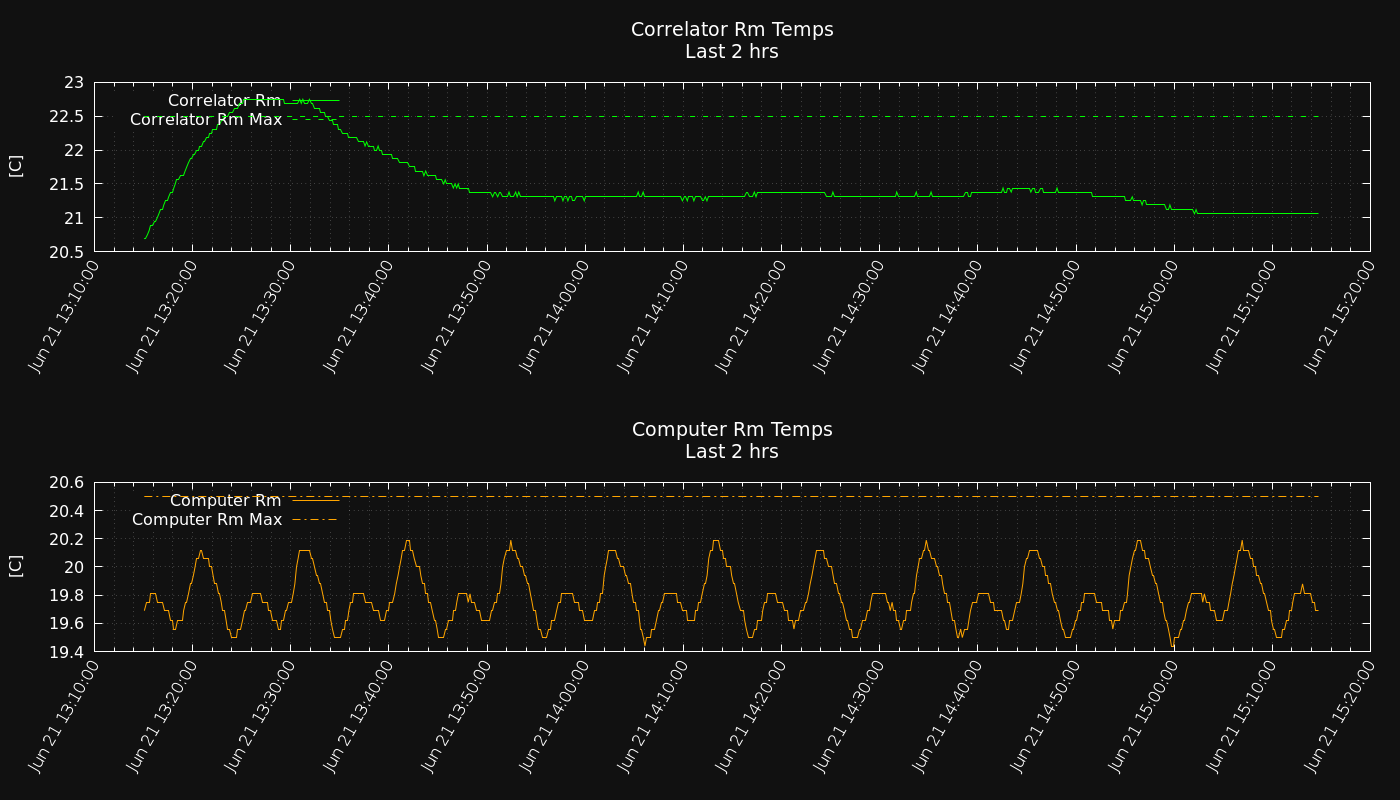 Correlator Rm Temps
Last 2 hrs
[C]
23
22.5
22
21.5
21
20.5
Correlator Rm
Correlator Rm Max
Jun 21 13:10:00
Jun 21 13:20:00
Jun 21 13:30:00
Jun 21 13:40:00
Jun 21 13:50:00
Jun 21 14:00:00
Jun 21 14:10:00
Jun 21 14:20:00
Jun 21 14:30:00
Jun 21 14:40:00
Jun 21 14:50:00
Jun 21 15:00:00
Jun 21 15:10:00
Jun 21 15:20:00
Computer Rm Temps
Last 2 hrs
[C]
20.6
20.4
20.2
20
19.8
19.6
19.4
Computer Rm
Computer Rm Max
Jun 21 13:10:00
Jun 21 13:20:00
Jun 21 13:30:00
Jun 21 13:40:00
Jun 21 13:50:00
Jun 21 14:00:00
Jun 21 14:10:00
Jun 21 14:20:00
Jun 21 14:30:00
Jun 21 14:40:00
Jun 21 14:50:00
Jun 21 15:00:00
Jun 21 15:10:00
Jun 21 15:20:00